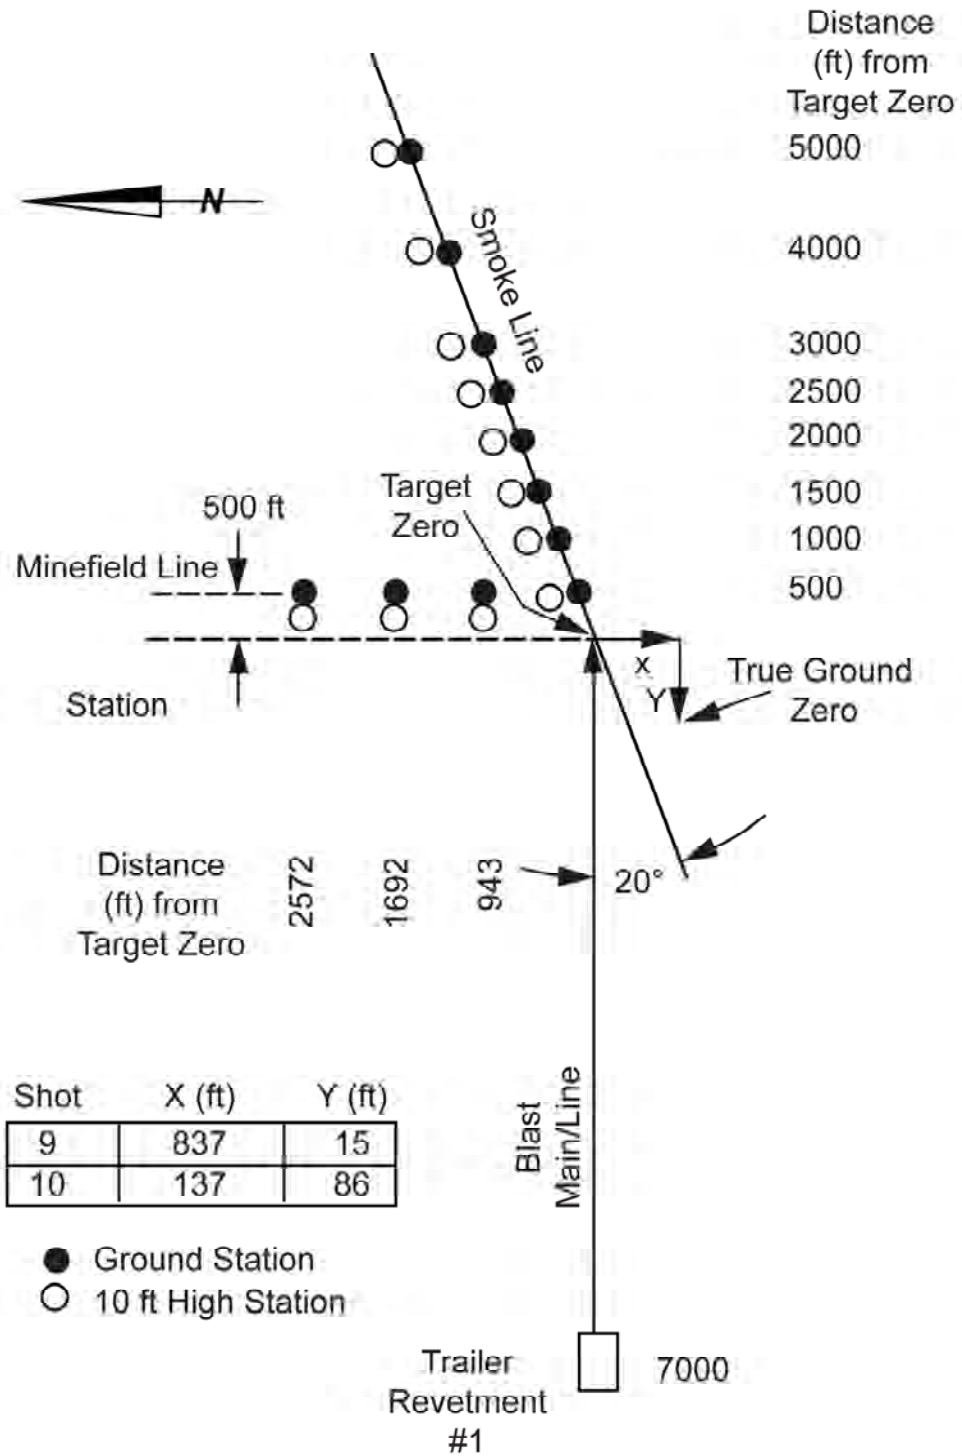 Distance
(ft) from
Target Zero
5000
4000
3000
2500
2000
1500
1000
500
N
Smoke Line
Target
Zero
500 ft
Minefield Line
Station
X
Y
True Ground
Zero
Distance
(ft) from
Target Zero
2572
1692
943
20°
Blast
Main/Line
Shot X (ft) Y (ft)
9 837 15
10 137 86
Ground Station
10 ft High Station
Trailer
Revetment
#1
7000